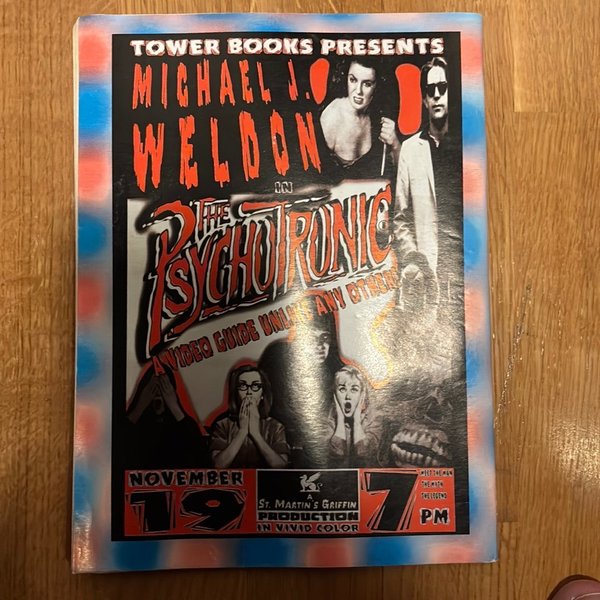 TOWER BOOKS PRESENTS
MICHAEL J.
WELDON
IN
THE
PSYCHOTRONIC
A VIDEO GUIDE UNLIKE ANY OTHER!
NOVEMBER
19
A
ST. MARTIN'S GRIFFIN
PRODUCTION
IN VIVID COLOR
7
PM
MEET THE MAN
THE MYTH
THE LEGEND